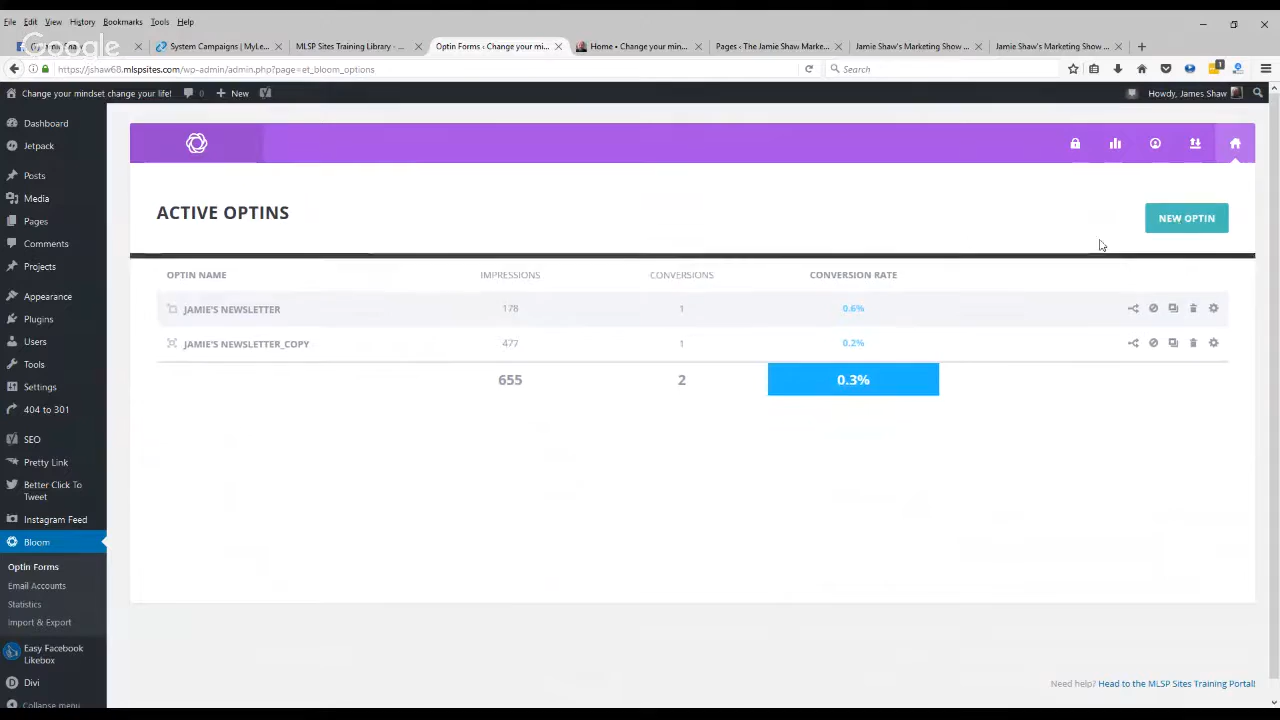 File Edit View History Bookmarks Tools Help
Google
System Campaigns | MyLe...
MLSP Sites Training Library - ...
Optin Forms ‹ Change your mi...
Home • Change your min...
Pages ‹ The Jamie Shaw Marke...
Jamie Shaw's Marketing Show ...
Jamie Shaw's Marketing Show ...
https://jshaw60.mlspsites.com/wp-admin/admin.php?page=et_bloom_options
Search
1
Change your mindset change your life!
0
New
Howdy, James Shaw
Dashboard
Jetpack
Posts
Media
Pages
Comments
Projects
Appearance
Plugins
Users
Tools
Settings
404 to 301
SEO
Pretty Link
Better Click To
Tweet
Instagram Feed
Bloom
Optin Forms
Email Accounts
Statistics
Import & Export
Easy Facebook
Likebox
Divi
Collapse menu
ACTIVE OPTINS
NEW OPTIN
OPTIN NAME IMPRESSIONS CONVERSIONS CONVERSION RATE
JAMIE'S NEWSLETTER 178 1 0.6%
JAMIE'S NEWSLETTER_COPY 477 1 0.2%
655 2 0.3%
Need help? Head to the MLSP Sites Training Portal!